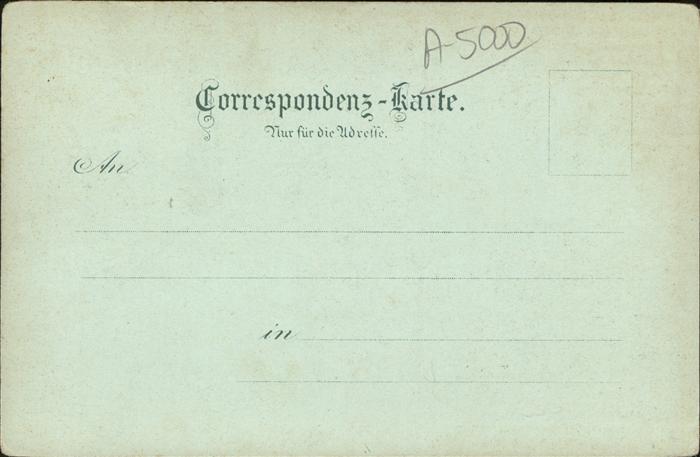 A-5000
Correspondenz-Karte.
Nur für die Adresse.
An
in